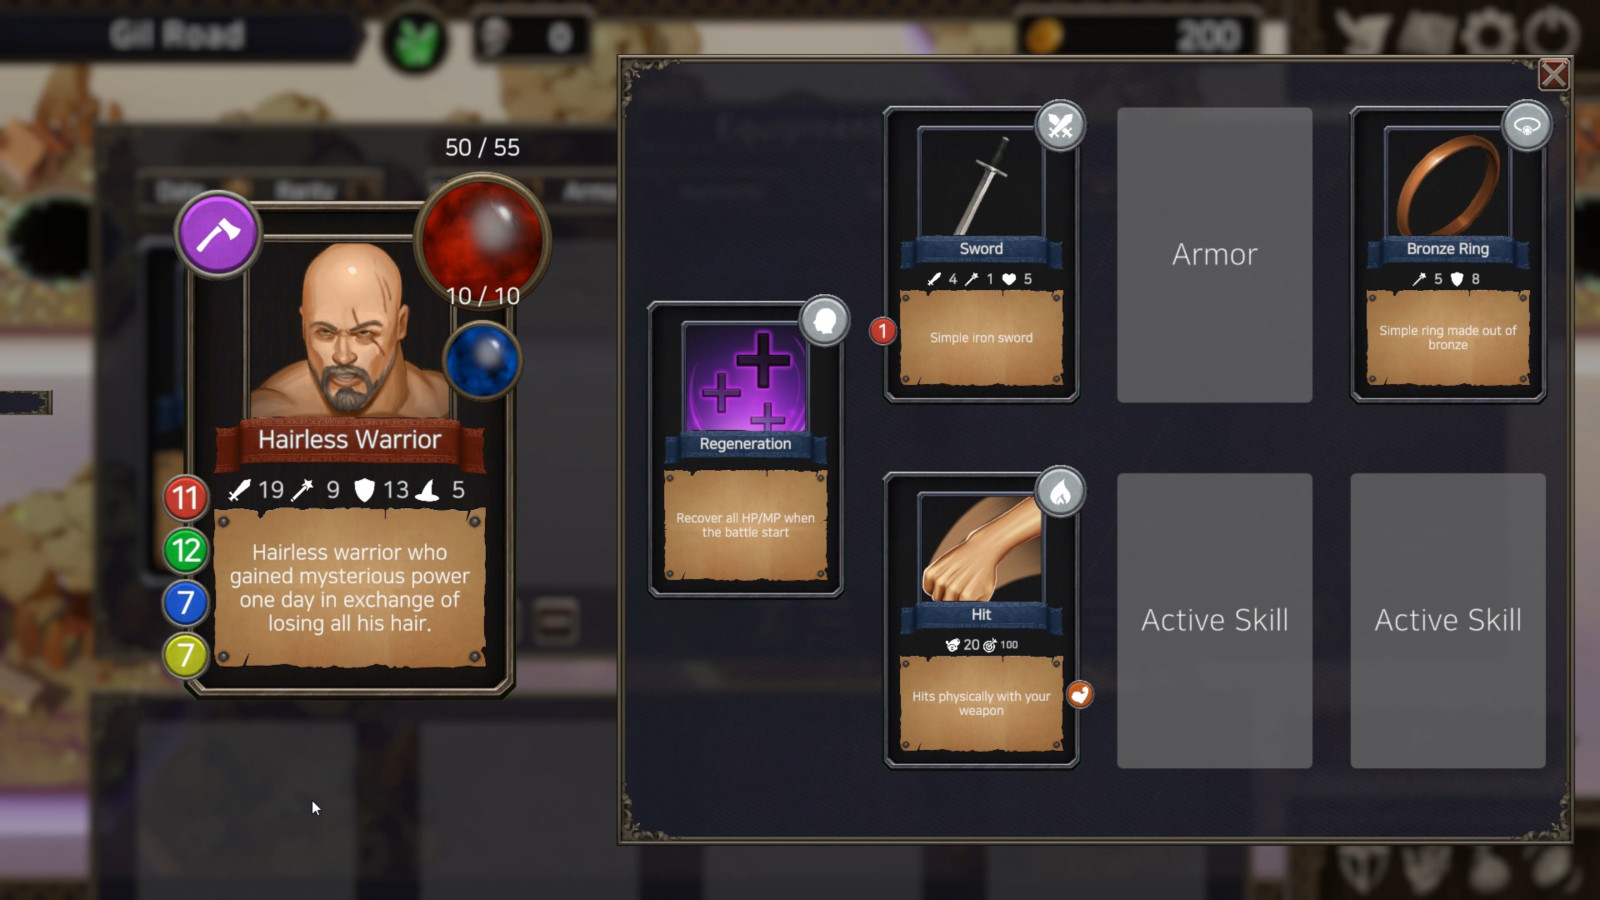 Gil Road
0
200
50 / 55
10 / 10
Hairless Warrior
19 9 13 5
11
12
7
7
Hairless warrior who
gained mysterious power
one day in exchange of
losing all his hair.
Regeneration
Recover all HP/MP when
the battle start
Sword
4 1 5
1
Simple iron sword
Armor
Bronze Ring
5 8
Simple ring made out of
bronze
Hit
20 100
Hits physically with your
weapon
Active Skill
Active Skill